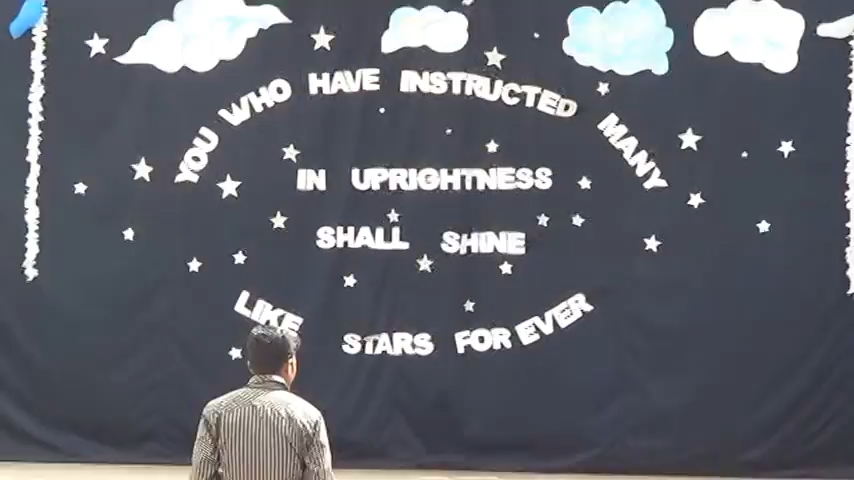 YOU WHO HAVE INSTRUCTED MANY
IN UPRIGHTNESS
SHALL SHINE
LIKE STARS FOR EVER